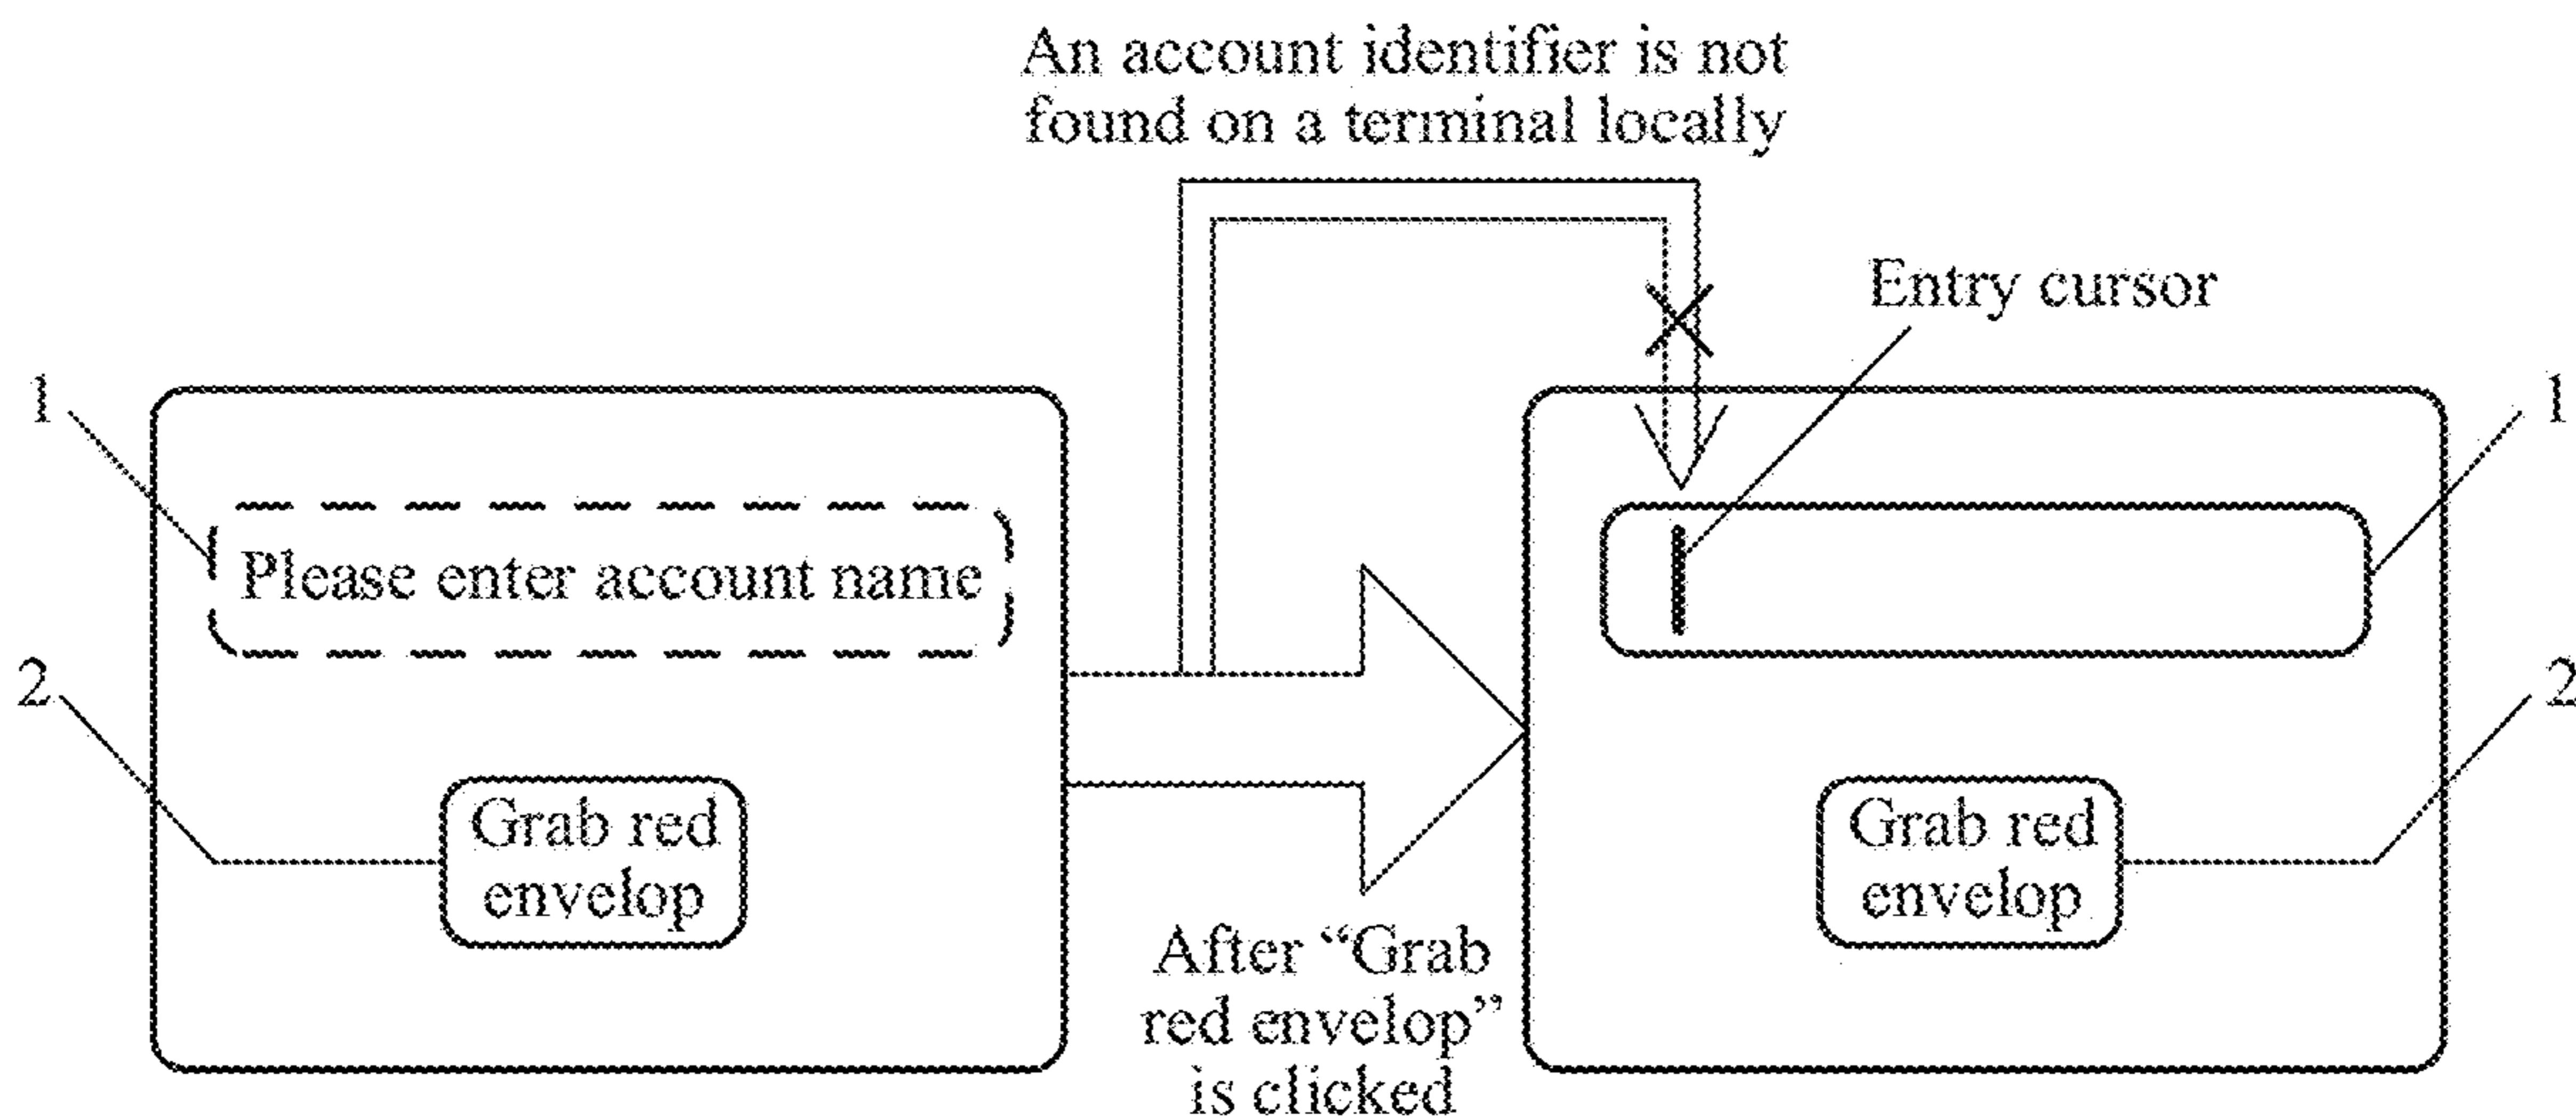 An account identifier is not
found on a terminal locally
Entry cursor
1
1
Please enter account name
2
2
Grab red
envelop
Grab red
envelop
After “Grab
red envelop”
is clicked